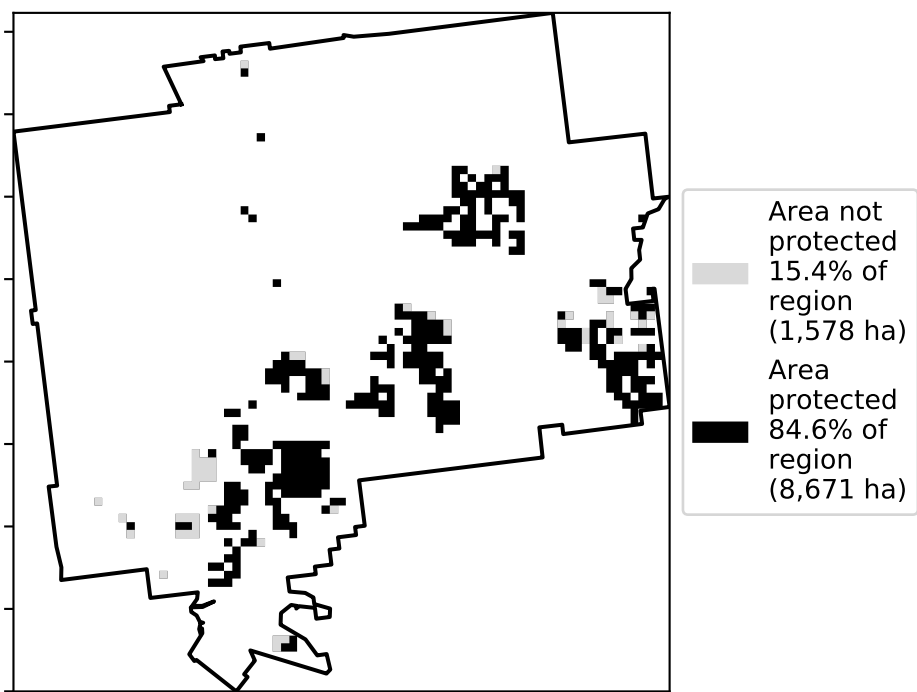 Area not
protected
15.4% of
region
(1,578 ha)
Area
protected
84.6% of
region
(8,671 ha)